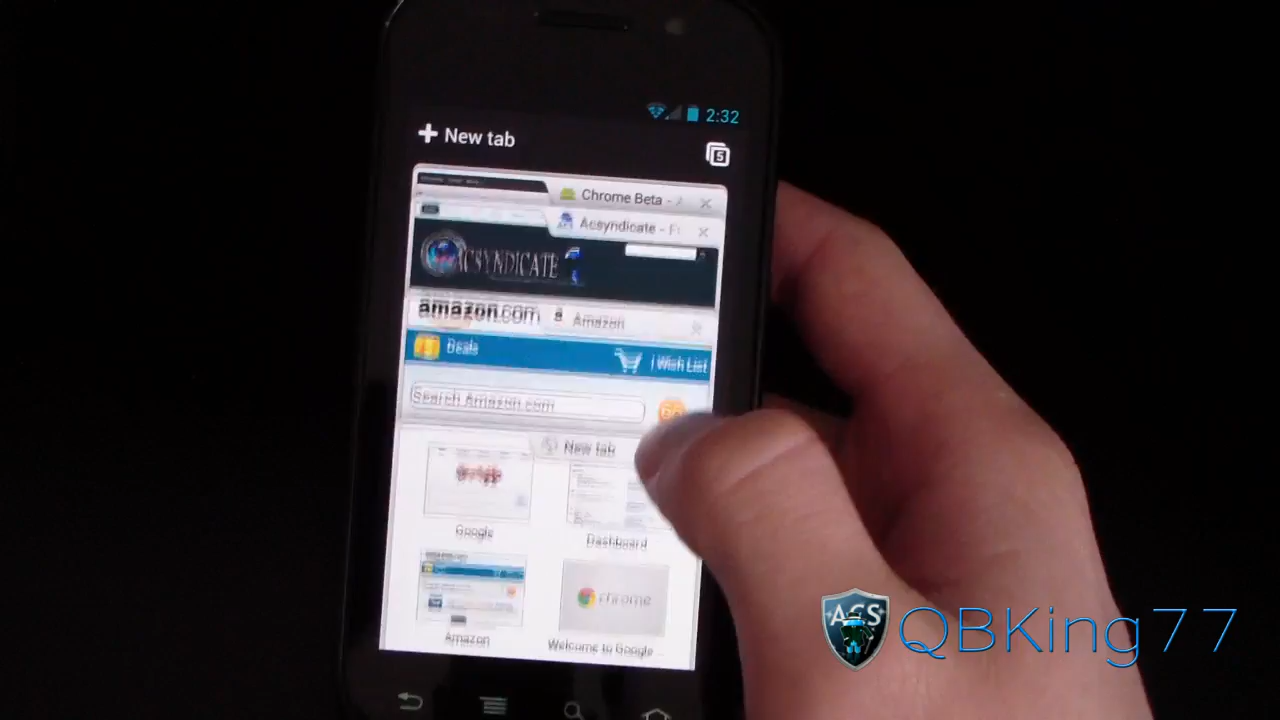 2:32
+ New tab
5
Chrome Beta - A
Acsyndicate - F
ACSYNDICATE
amazon.com
a Amazon
Deals
| Wish List
Search Amazon.com
GO
New tab
Google
Dashboard
chrome
Amazon
Welcome to Google ...
ACS
QBKing77